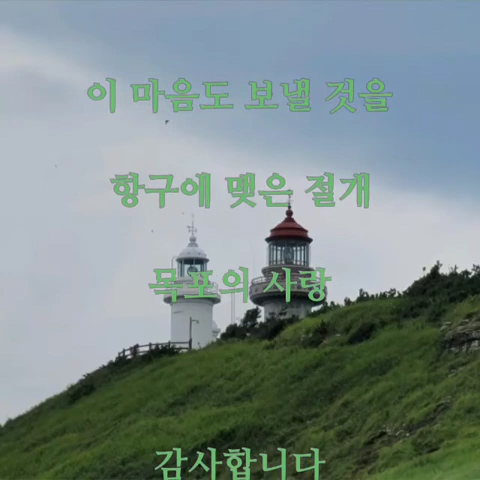 이 마음도 보낼 것을
항구에 맺은 절개
목포의 사랑
감사합니다